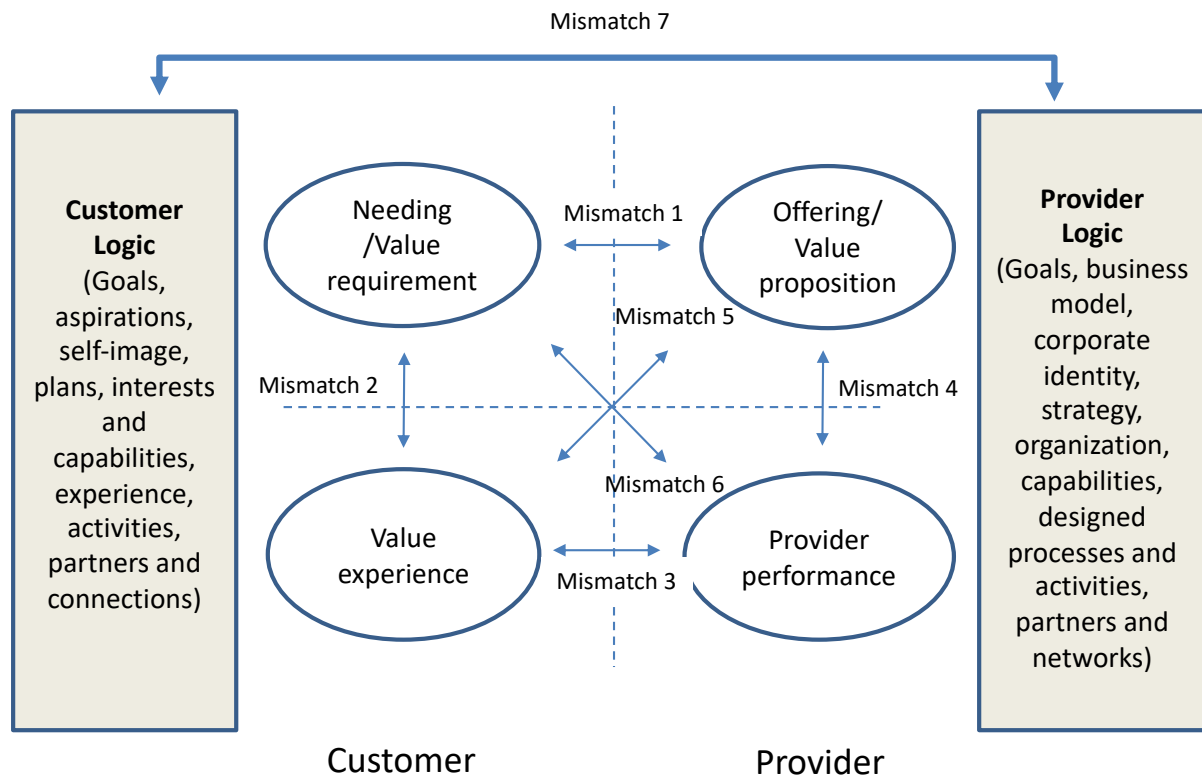 Mismatch 7
Customer
Logic
(Goals,
aspirations,
self-image,
plans, interests
and
capabilities,
experience,
activities,
partners and
connections)
Needing
/Value
requirement
Mismatch 1
Offering/
Value
proposition
Mismatch 5
Mismatch 2
Mismatch 4
Mismatch 6
Value
experience
Mismatch 3
Provider
performance
Provider
Logic
(Goals, business
model,
corporate
identity,
strategy,
organization,
capabilities,
designed
processes and
activities,
partners and
networks)
Customer
Provider